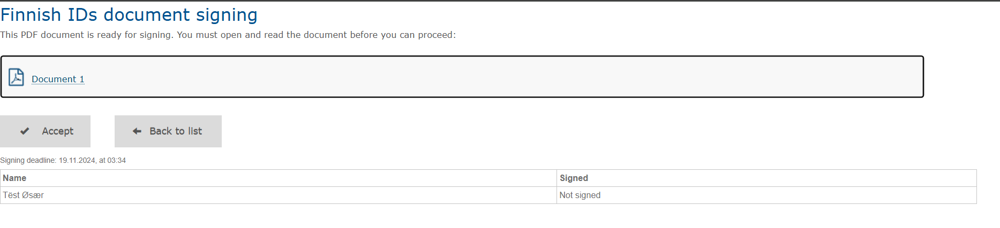 Finnish IDs document signing
This PDF document is ready for signing. You must open and read the document before you can proceed:
Document 1
Accept
Back to list
Signing deadline: 19.11.2024, at 03:34
Name Signed
Tëst Øsær Not signed